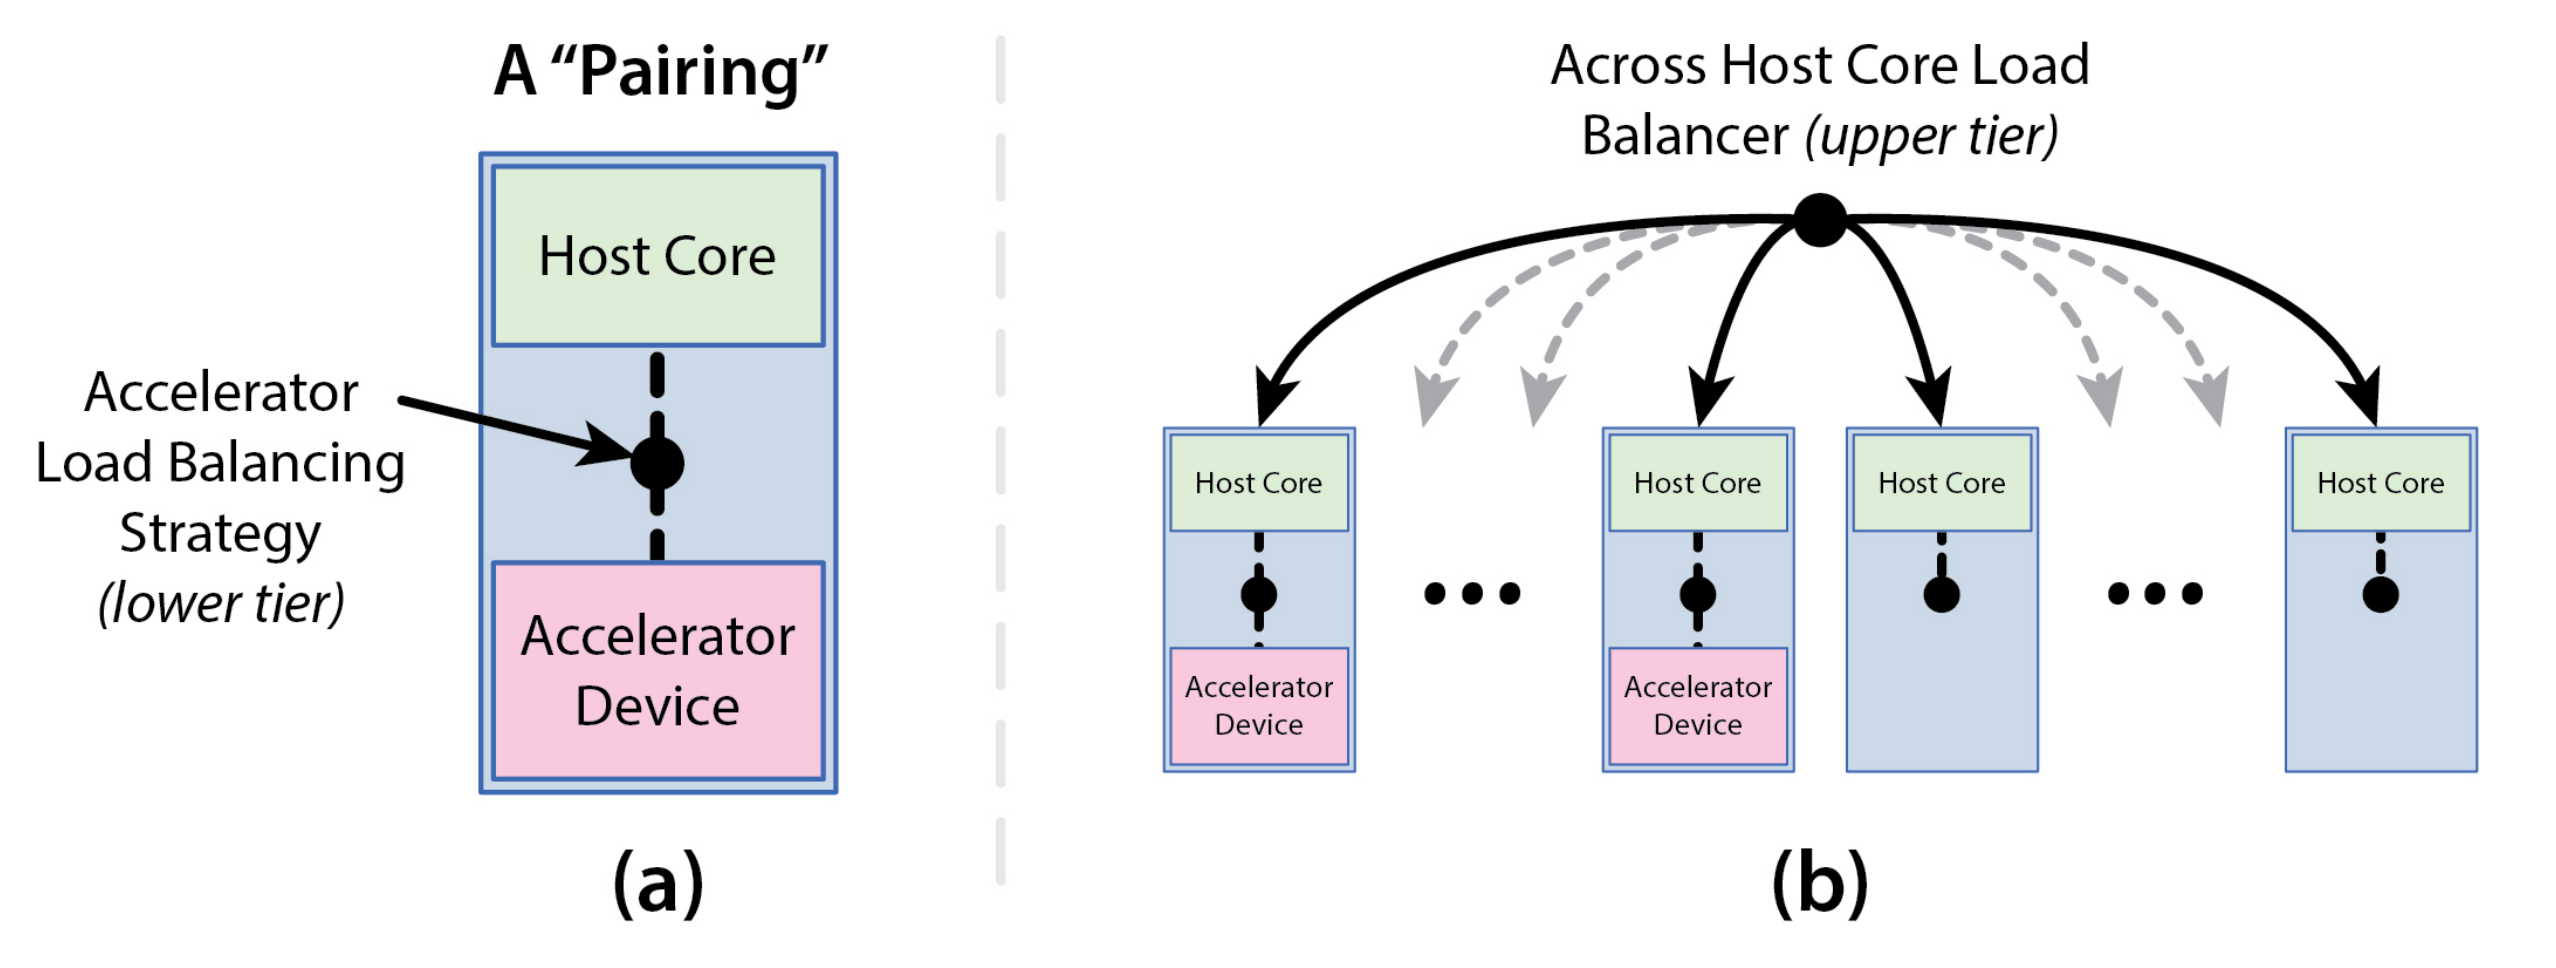 A “Pairing”
Host Core
Accelerator
Load Balancing
Strategy
(lower tier)
Accelerator
Device
(a)
Across Host Core Load
Balancer (upper tier)
Host Core
Host Core
Host Core
Host Core
Accelerator
Device
Accelerator
Device
(b)